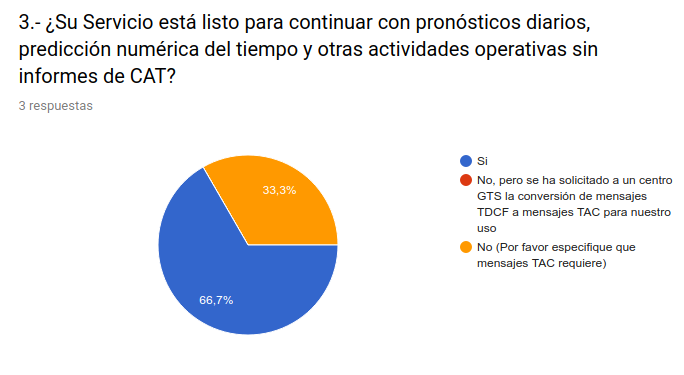 3.- ¿Su Servicio está listo para continuar con pronósticos diarios,
predicción numérica del tiempo y otras actividades operativas sin
informes de CAT?
3 respuestas
33,3%
66,7%
Si
No, pero se ha solicitado a un centro
GTS la conversión de mensajes
TDCF a mensajes TAC para nuestro
uso
No (Por favor especifique que
mensajes TAC requiere)